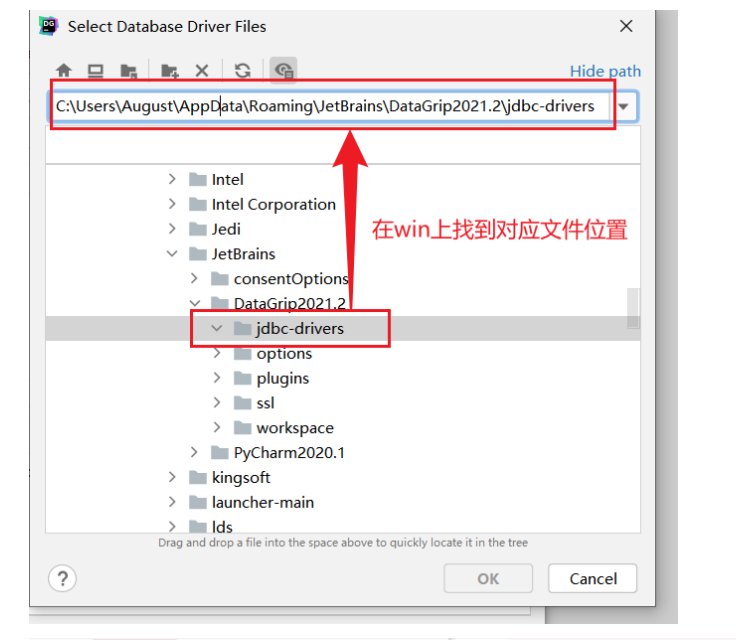 DG
Select Database Driver Files
Hide path
C:\Users\August\AppData\Roaming\JetBrains\DataGrip2021.2\jdbc-drivers
Intel
Intel Corporation
Jedi
在win上找到对应文件位置
JetBrains
consentOptions
DataGrip2021.2
jdbc-drivers
options
plugins
ssl
workspace
PyCharm2020.1
kingsoft
launcher-main
lds
Drag and drop a file into the space above to quickly locate it in the tree
?
OK
Cancel